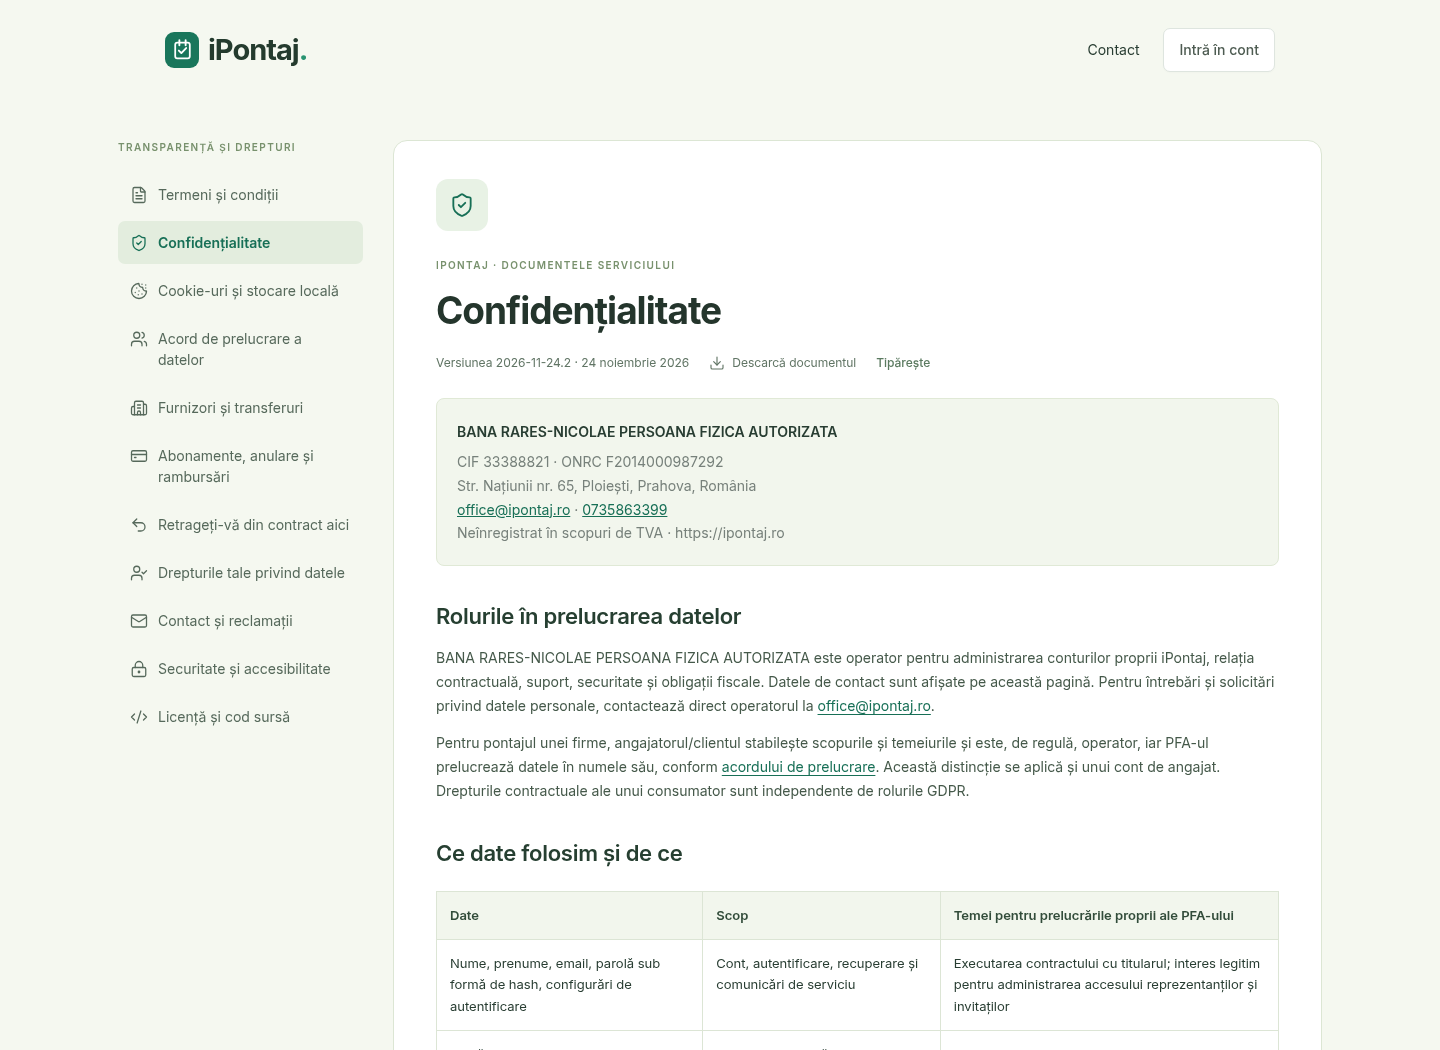 iPontaj.
Contact
Intră în cont
TRANSPARENȚĂ ȘI DREPTURI
Termeni și condiții
Confidențialitate
Cookie-uri și stocare locală
Acord de prelucrare a
datelor
Furnizori și transferuri
Abonamente, anulare și
rambursări
Retrageți-vă din contract aici
Drepturile tale privind datele
Contact și reclamații
Securitate și accesibilitate
Licență și cod sursă
IPONTAJ · DOCUMENTELE SERVICIULUI
Confidențialitate
Versiunea 2026-11-24.2 · 24 noiembrie 2026
Descarcă documentul
Tipărește
BANA RARES-NICOLAE PERSOANA FIZICA AUTORIZATA
CIF 33388821 · ONRC F2014000987292
Str. Națiunii nr. 65, Ploiești, Prahova, România
office@ipontaj.ro · 0735863399
Neînregistrat în scopuri de TVA · https://ipontaj.ro
Rolurile în prelucrarea datelor
BANA RARES-NICOLAE PERSOANA FIZICA AUTORIZATA este operator pentru administrarea conturilor proprii iPontaj, relația
contractuală, suport, securitate și obligații fiscale. Datele de contact sunt afișate pe această pagină. Pentru întrebări și solicitări
privind datele personale, contactează direct operatorul la office@ipontaj.ro.
Pentru pontajul unei firme, angajatorul/clientul stabilește scopurile și temeiurile și este, de regulă, operator, iar PFA-ul
prelucrează datele în numele său, conform acordului de prelucrare. Această distincție se aplică și unui cont de angajat.
Drepturile contractuale ale unui consumator sunt independente de rolurile GDPR.
Ce date folosim și de ce
Date
Scop
Temei pentru prelucrările proprii ale PFA-ului
Nume, prenume, email, parolă sub
formă de hash, configurări de
autentificare
Cont, autentificare, recuperare și
comunicări de serviciu
Executarea contractului cu titularul; interes legitim
pentru administrarea accesului reprezentanților și
invitaților